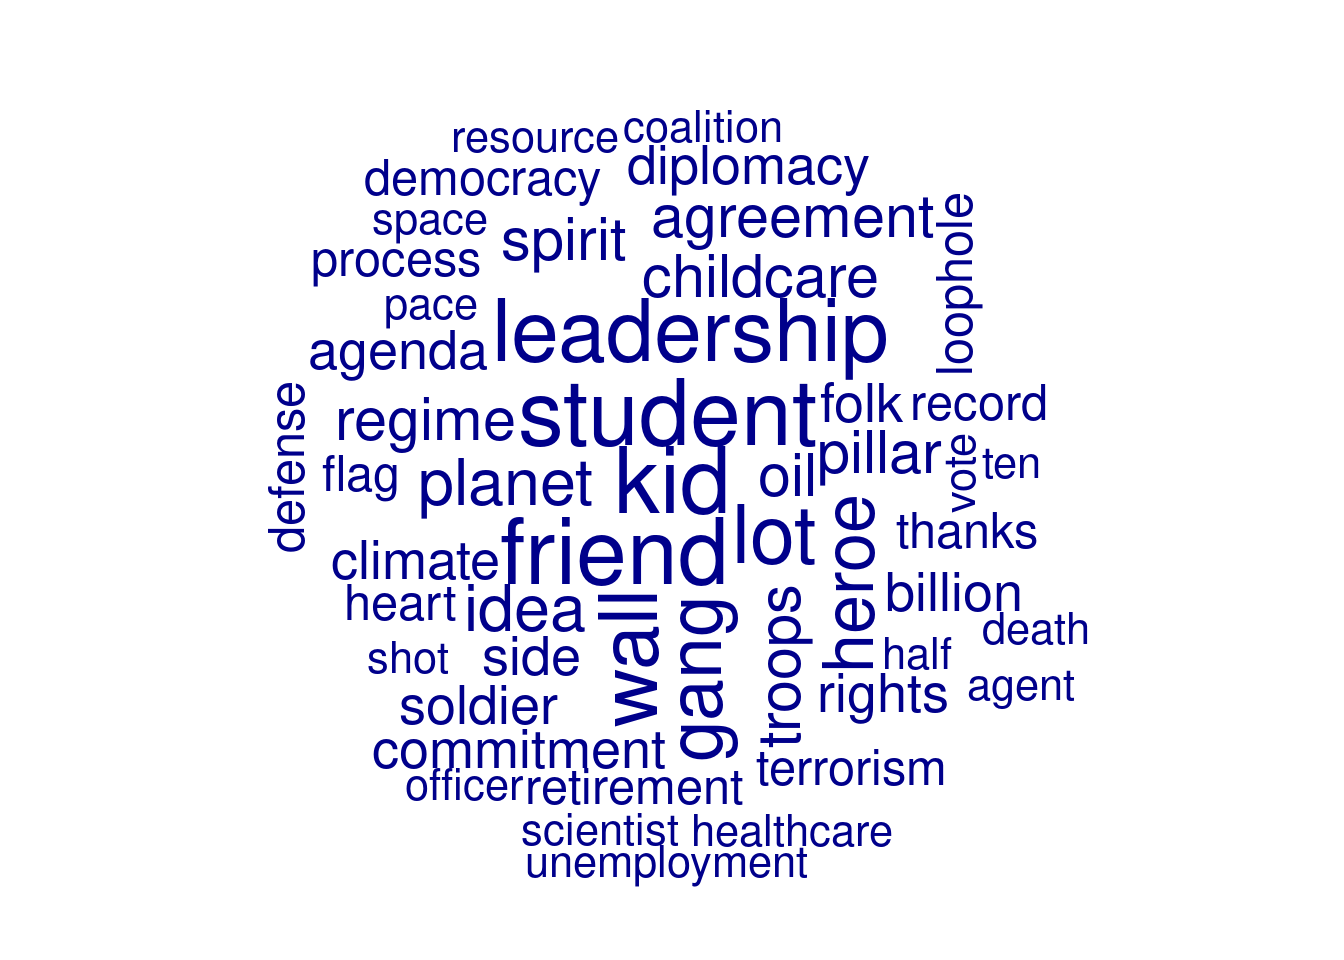 resource
coalition
democracy
diplomacy
space
spirit
agreement
loophole
process
childcare
pace
leadership
agenda
defense
regime
student
folk
record
flag
planet
kid
oil
pillar
vote
ten
climate
friend
lot
heroe
thanks
heart
idea
wall
gang
troops
billion
shot
side
half
death
soldier
rights
agent
commitment
terrorism
officer
retirement
scientist
healthcare
unemployment